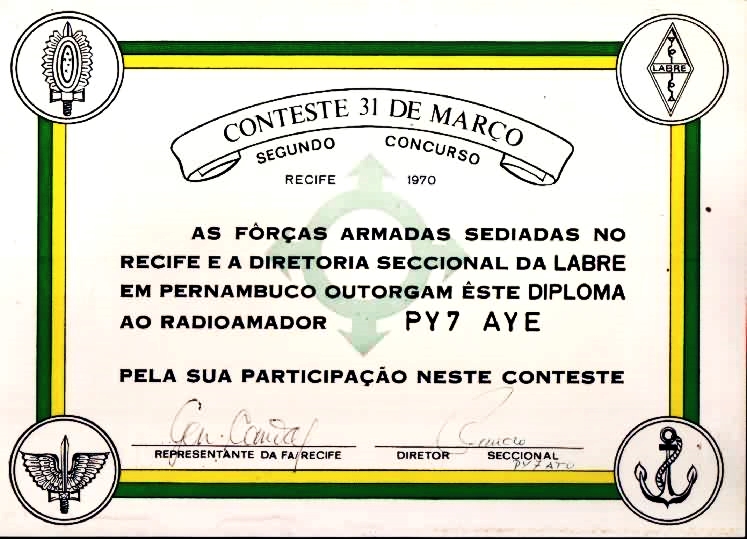 LABRE
CONTESTE 31 DE MARÇO
SEGUNDO CONCURSO
RECIFE 1970
AS FÔRÇAS ARMADAS SEDIADAS NO
RECIFE E A DIRETORIA SECCIONAL DA LABRE
EM PERNAMBUCO OUTORGAM ÊSTE DIPLOMA
AO RADIOAMADOR PY7 AYE
PELA SUA PARTICIPAÇÃO NESTE CONTESTE
REPRESENTANTE DA FA/RECIFE DIRETOR SECCIONAL